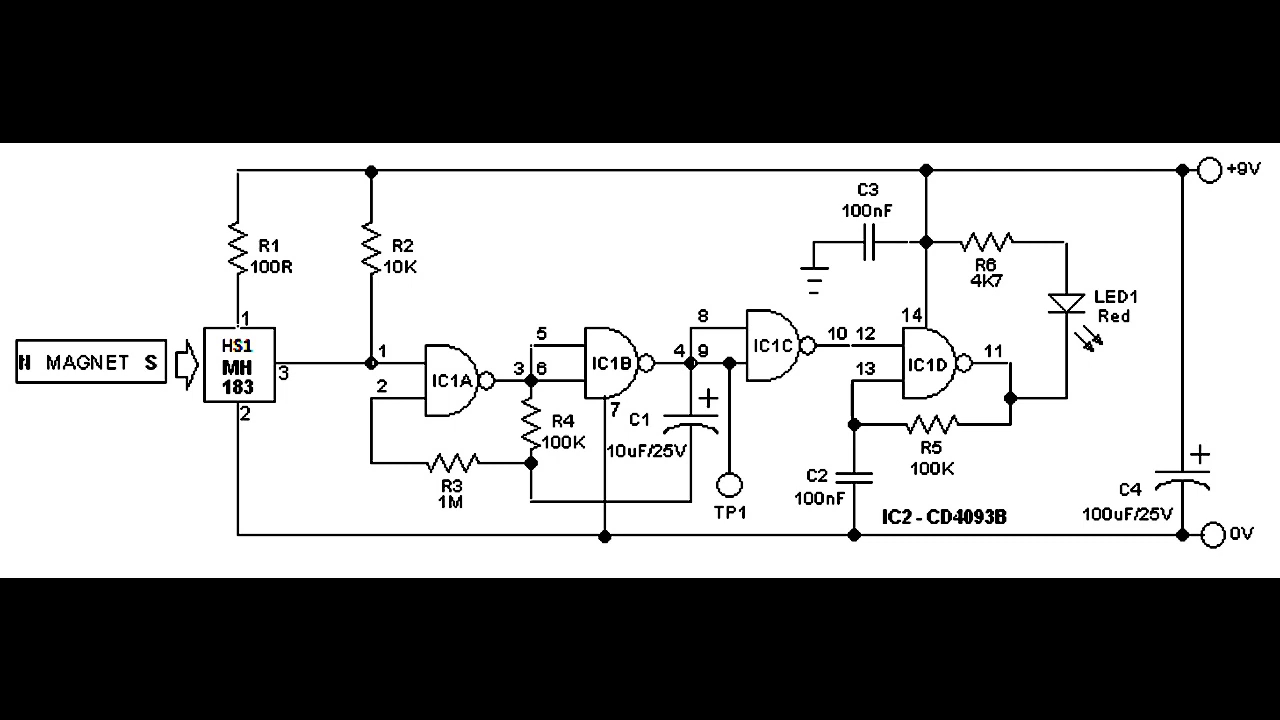 +9V
C3
100nF
R1
100R
R2
10K
R6
4K7
LED1
Red
1
HS1
MH
183
3
2
N MAGNET S
1
2
IC1A
3
5
6
IC1B
7
4
8
9
IC1C
10
12
13
14
IC1D
11
R4
100K
C1
10uF/25V
R3
1M
TP1
R5
100K
C2
100nF
C4
100uF/25V
IC2 - CD4093B
0V